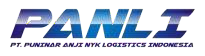 PANLI
PT. PUNINAR ANJI NYK LOGISTICS INDONESIA